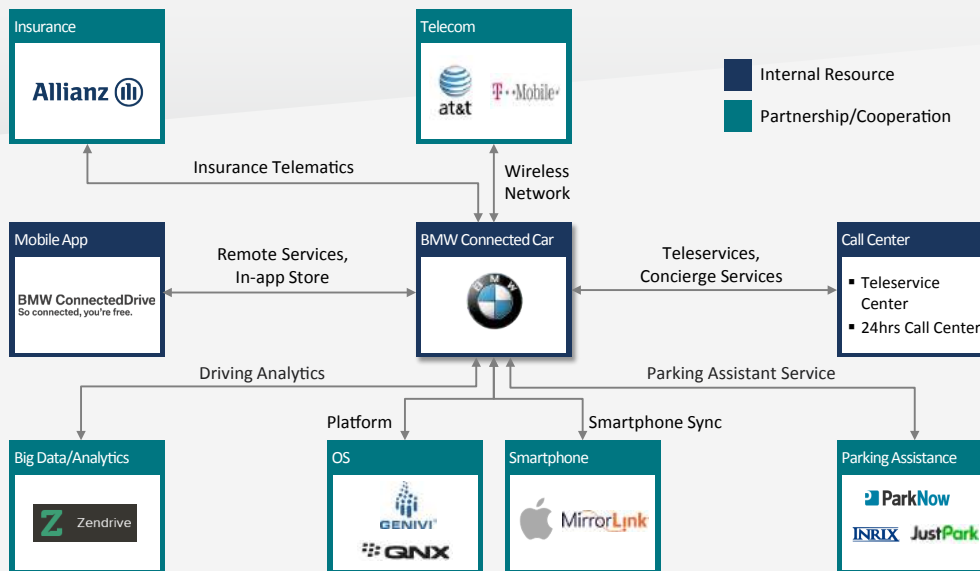 Insurance
Allianz
Telecom
at&t
T··Mobile·
Internal Resource
Partnership/Cooperation
Insurance Telematics
Wireless
Network
Mobile App
BMW ConnectedDrive
So connected, you're free.
Remote Services,
In-app Store
BMW Connected Car
BMW
Teleservices,
Concierge Services
Call Center
▪ Teleservice
Center
▪ 24hrs Call Center
Driving Analytics
Parking Assistant Service
Platform
Smartphone Sync
Big Data/Analytics
Z Zendrive
OS
GENIVI®
QNX
Smartphone
MirrorLink
Parking Assistance
ParkNow
INRIX JustPark